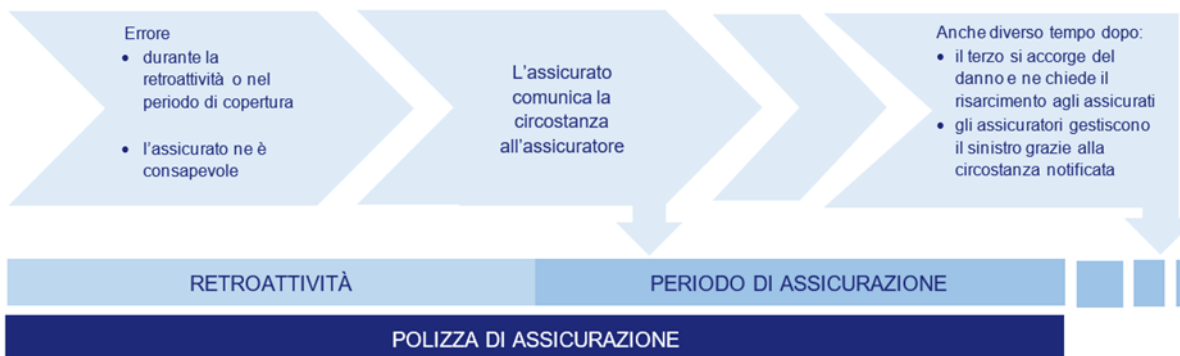 Errore
• durante la
retroattività o nel
periodo di copertura
• l'assicurato ne è
consapevole
L'assicurato
comunica la
circostanza
all'assicuratore
Anche diverso tempo dopo:
• il terzo si accorge del
danno e ne chiede il
risarcimento agli assicurati
• gli assicuratori gestiscono
il sinistro grazie alla
circostanza notificata
RETROATTIVITÀ
PERIODO DI ASSICURAZIONE
POLIZZA DI ASSICURAZIONE